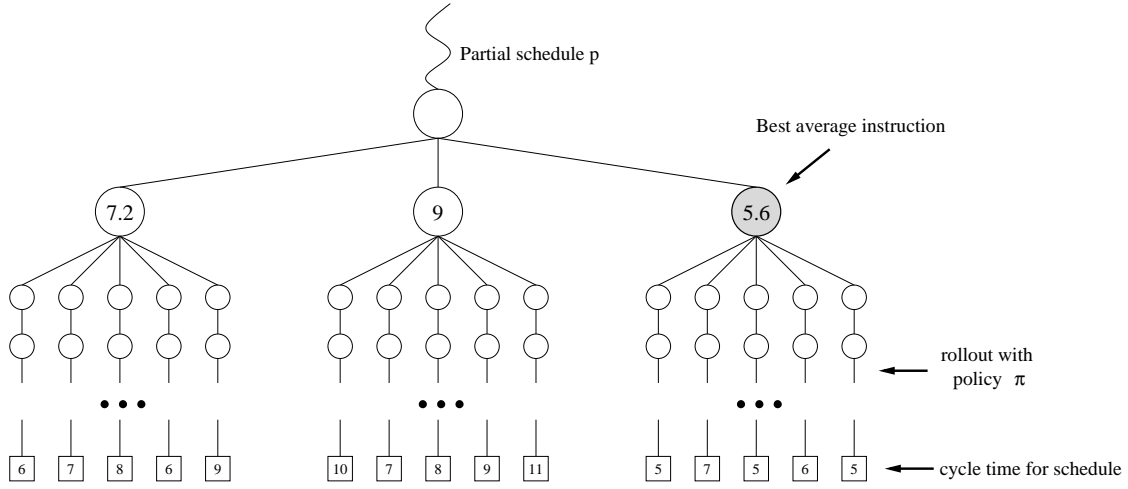 Partial schedule p
Best average instruction
7.2
9
5.6
rollout with
policy π
6 7 8 6 9
10 7 8 9 11
5 7 5 6 5
cycle time for schedule